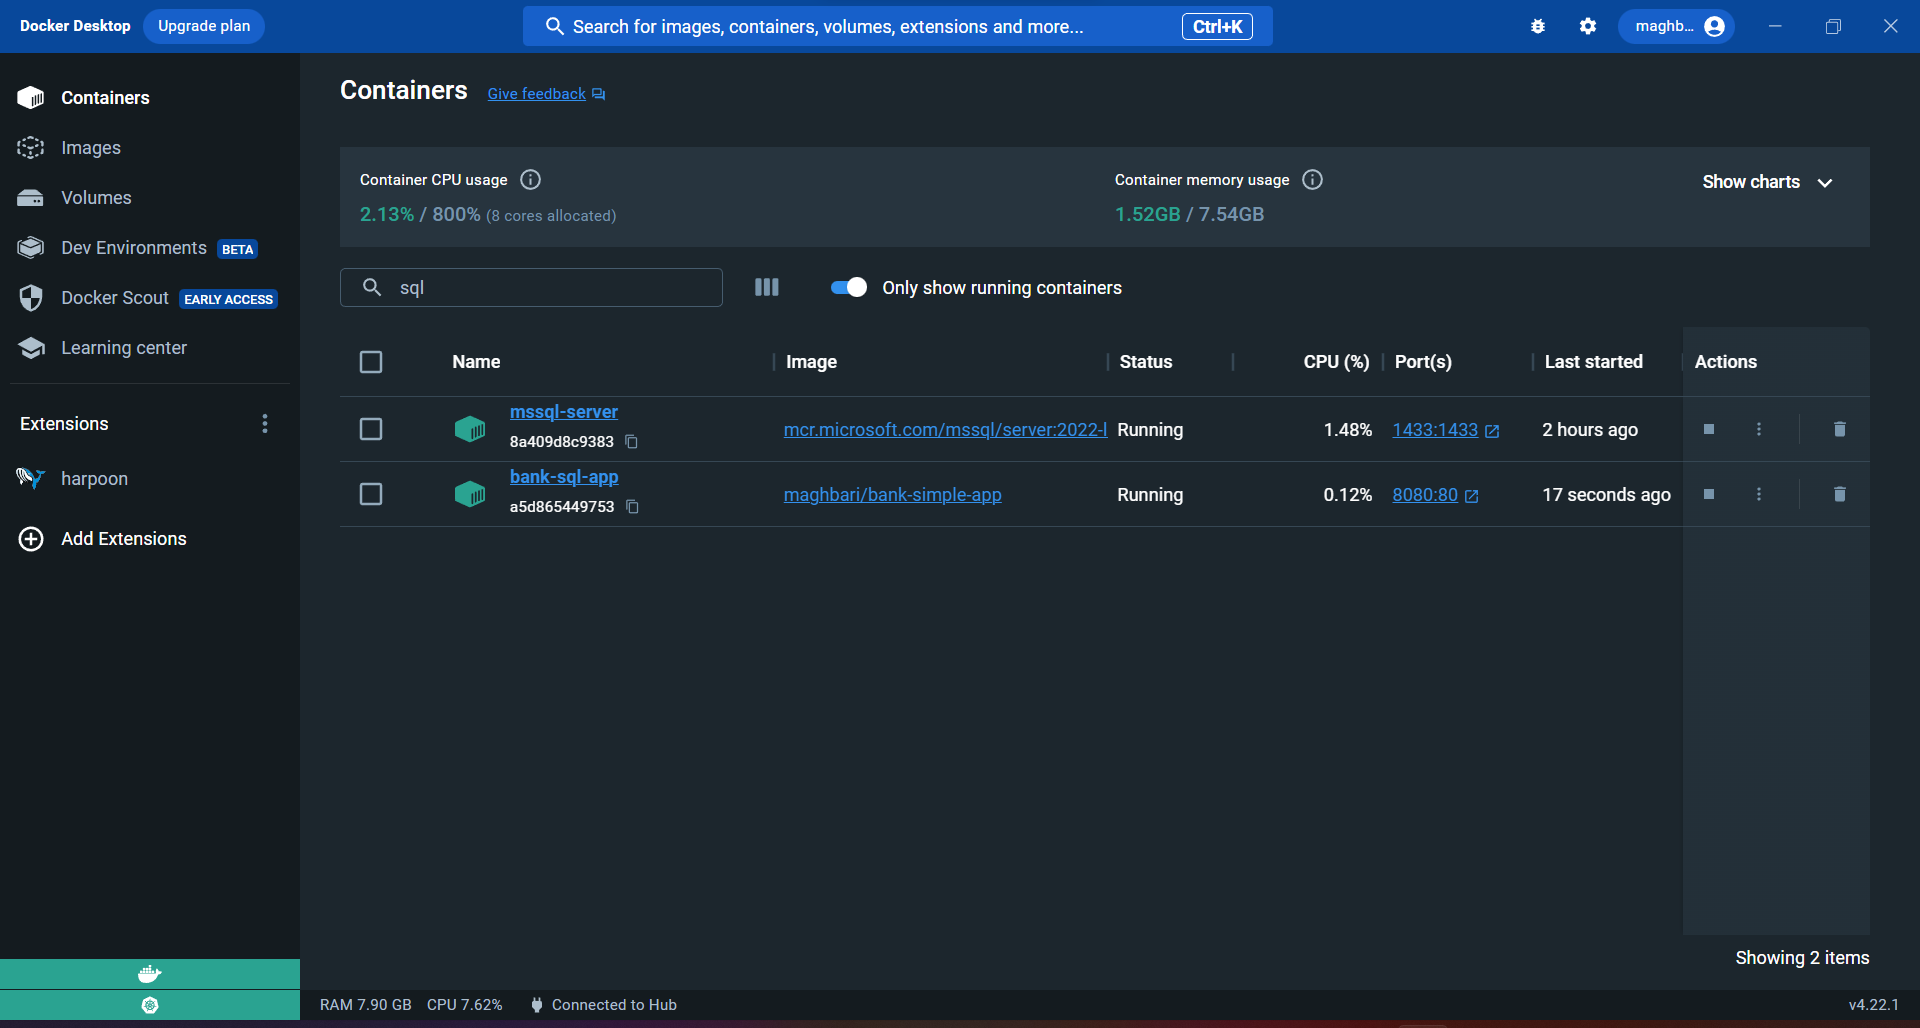 Docker Desktop
Upgrade plan
Search for images, containers, volumes, extensions and more...
Ctrl+K
maghb...
Containers
Images
Volumes
Dev Environments BETA
Docker Scout EARLY ACCESS
Learning center
Extensions
harpoon
Add Extensions
Containers
Give feedback
Container CPU usage
2.13% / 800% (8 cores allocated)
Container memory usage
1.52GB / 7.54GB
Show charts
sql
Only show running containers
Name Image Status CPU (%) Port(s) Last started Actions
mssql-server
8a409d8c9383
mcr.microsoft.com/mssql/server:2022-l Running 1.48% 1433:1433 2 hours ago
bank-sql-app
a5d865449753
maghbari/bank-simple-app Running 0.12% 8080:80 17 seconds ago
Showing 2 items
RAM 7.90 GB CPU 7.62% Connected to Hub
v4.22.1